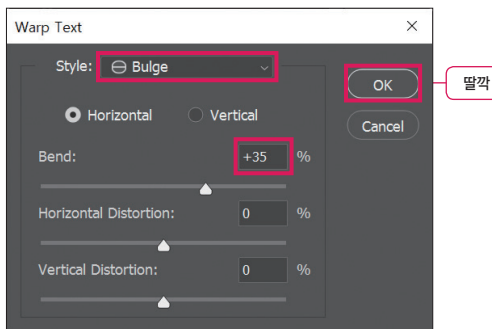 Warp Text
Style: Bulge
OK
딸깍
Horizontal Vertical
Cancel
Bend: +35 %
Horizontal Distortion: 0 %
Vertical Distortion: 0 %